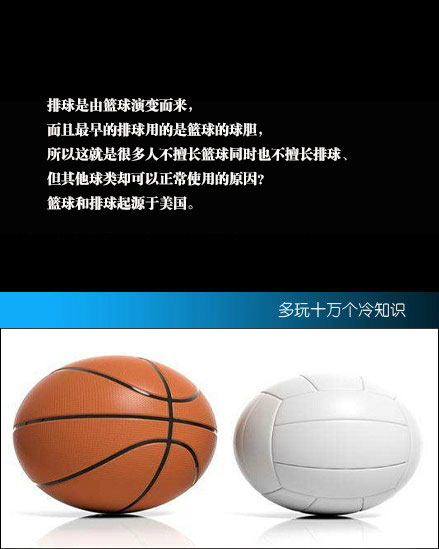 排球是由篮球演变而来，
而且最早的排球用的是篮球的球胆，
所以这就是很多人不擅长篮球同时也不擅长排球、
但其他球类却可以正常使用的原因？
篮球和排球起源于美国。
多玩十万个冷知识